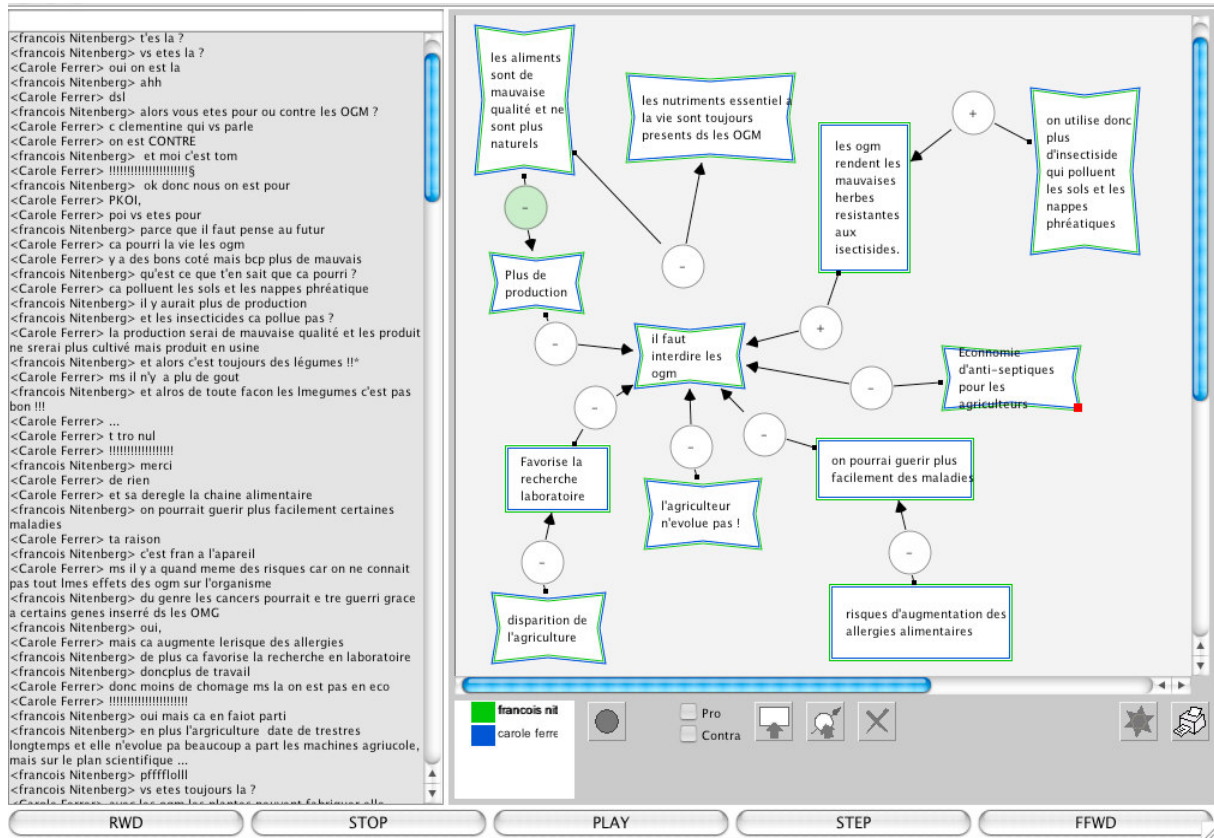 <francois Nitenberg> t'es la ?
<francois Nitenberg> vs etes la ?
<Carole Ferrer> oui on est la
<francois Nitenberg> ahh
<Carole Ferrer> dsl
<francois Nitenberg> alors vous etes pour ou contre les OGM ?
<Carole Ferrer> c clementine qui vs parle
<Carole Ferrer> on est CONTRE
<francois Nitenberg>  et moi c'est tom
<Carole Ferrer> !!!!!!!!!!!!!!!!!!!!!!§
<francois Nitenberg>  ok donc nous on est pour
<Carole Ferrer> PKOI,
<Carole Ferrer> poi vs etes pour
<francois Nitenberg> parce que il faut pense au futur
<Carole Ferrer> ca pourri la vie les ogm
<Carole Ferrer> y a des bons coté mais bcp plus de mauvais
<francois Nitenberg> qu'est ce que t'en sait que ca pourri ?
<Carole Ferrer> ca polluent les sols et les nappes phréatique
<francois Nitenberg> il y aurait plus de production
<francois Nitenberg> et les insecticides ca pollue pas ?
<Carole Ferrer> la production serai de mauvaise qualité et les produit
ne srerai plus cultivé mais produit en usine
<francois Nitenberg> et alors c'est toujours des légumes !!*
<Carole Ferrer> ms il n'y  a plu de gout
<francois Nitenberg> et alros de toute facon les lmegumes c'est pas
bon !!!
<Carole Ferrer> ...
<Carole Ferrer> t tro nul
<Carole Ferrer> !!!!!!!!!!!!!!!!!!
<francois Nitenberg> merci
<Carole Ferrer> de rien
<Carole Ferrer> et sa deregle la chaine alimentaire
<francois Nitenberg> on pourrait guerir plus facilement certaines
maladies
<Carole Ferrer> ta raison
<francois Nitenberg> c'est fran a l'apareil
<Carole Ferrer> ms il y a quand meme des risques car on ne connait
pas tout lmes effets des ogm sur l'organisme
<francois Nitenberg> du genre les cancers pourrait e tre guerri grace
a certains genes inserré ds les OMG
<francois Nitenberg> oui,
<Carole Ferrer> mais ca augmente lerisque des allergies
<francois Nitenberg> de plus ca favorise la recherche en laboratoire
<francois Nitenberg> doncplus de travail
<Carole Ferrer> donc moins de chomage ms la on est pas en eco
<Carole Ferrer> !!!!!!!!!!!!!!!!!!!!!!
<francois Nitenberg> oui mais ca en faiot parti
<francois Nitenberg> en plus l'argriculture  date de trestres
longtemps et elle n'evolue pa beaucoup a part les machines agriucole,
mais sur le plan scientifique ...
<francois Nitenberg> pffffolll
<francois Nitenberg> vs etes toujours la ?
<Carole Ferrer> avec les ogm les plantes peuvent fabriquer elle
les aliments
sont de
mauvaise
qualité et ne
sont plus
naturels
les nutriments essentiel a
la vie sont toujours
presents ds les OGM
+
on utilise donc
plus
d'insectiside
qui polluent
les sols et les
nappes
phréatiques
les ogm
rendent les
mauvaises
herbes
resistantes
aux
isectisides.
-
-
Plus de
production
-
+
il faut
interdire les
ogm
Econnomie
d'anti-septiques
pour les
agriculteurs
-
-
-
-
Favorise la
recherche
laboratoire
on pourrai guerir plus
facilement des maladies
l'agriculteur
n'evolue pas !
-
-
disparition de
l'agriculture
risques d'augmentation des
allergies alimentaires
francois nit
carole ferre
Pro
Contra
RWD
STOP
PLAY
STEP
FFWD